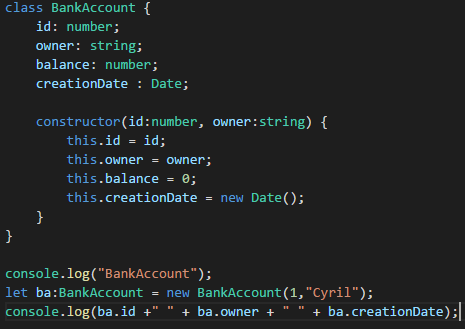 class BankAccount {
    id: number;
    owner: string;
    balance: number;
    creationDate : Date;

    constructor(id:number, owner:string) {
        this.id = id;
        this.owner = owner;
        this.balance = 0;
        this.creationDate = new Date();
    }
}

console.log("BankAccount");
let ba:BankAccount = new BankAccount(1,"Cyril");
console.log(ba.id +" " + ba.owner + " " + ba.creationDate);